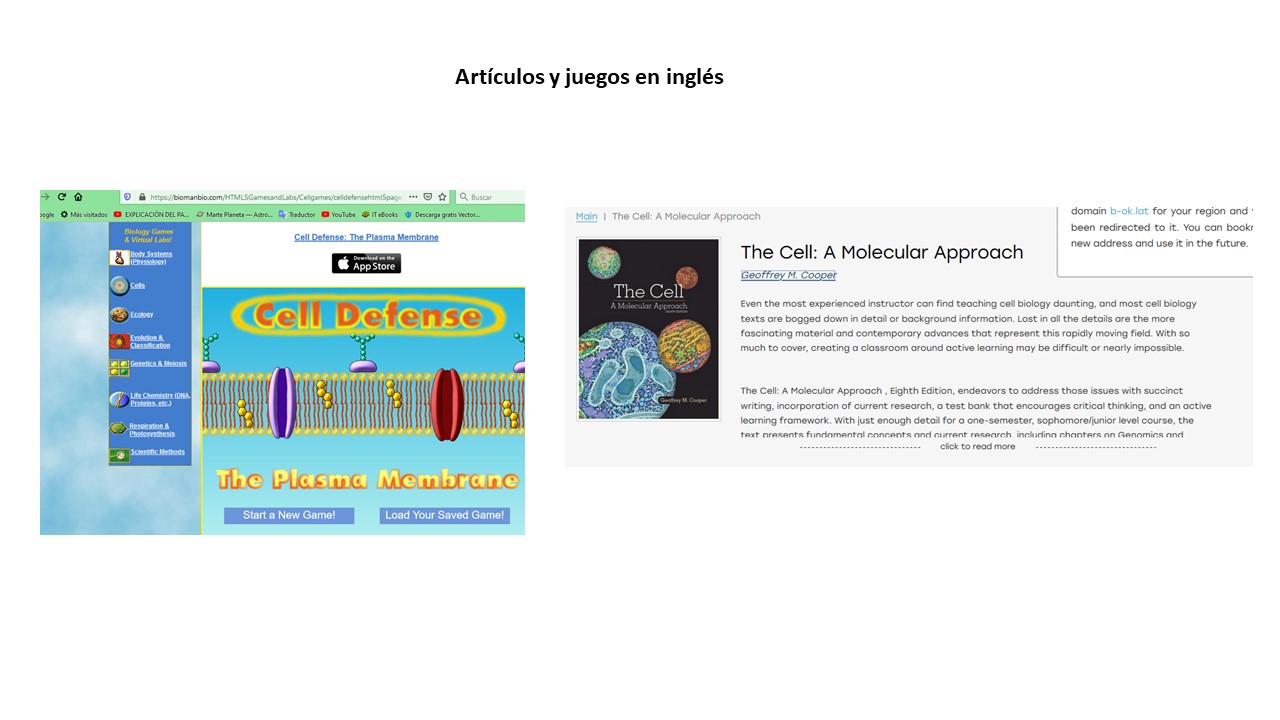 Artículos y juegos en inglés
https://biomanbio.com/HTML5GamesandLabs/Cellgames/celldefensehtml5page
Buscar
ogle Más visitados EXPLICACIÓN DEL PA... Marte Planeta — Astro... Traductor YouTube IT eBooks Descarga gratis Vector...
Biology Games
& Virtual Labs!
Body Systems
(Physiology)
Cells
Ecology
Evolution &
Classification
Genetics & Meiosis
Life Chemistry (DNA,
Proteins, etc.)
Respiration &
Photosynthesis
Scientific Methods
Cell Defense: The Plasma Membrane
Download on the
App Store
Cell Defense
The Plasma Membrane
Start a New Game!
Load Your Saved Game!
Main | The Cell: A Molecular Approach
domain b-ok.lat for your region and
been redirected to it. You can bookr
new address and use it in the future.
The Cell
A Molecular Approach
Geoffrey M. Cooper
The Cell: A Molecular Approach
Geoffrey M. Cooper
Even the most experienced instructor can find teaching cell biology daunting, and most cell biology
texts are bogged down in detail or background information. Lost in all the details are the more
fascinating material and contemporary advances that represent this rapidly moving field. With so
much to cover, creating a classroom around active learning may be difficult or nearly impossible.
The Cell: A Molecular Approach , Eighth Edition, endeavors to address those issues with succinct
writing, incorporation of current research, a test bank that encourages critical thinking, and an active
learning framework. With just enough detail for a one-semester, sophomore/junior level course, the
text presents fundamental concepts and current research, including chapters on Genomics and
click to read more